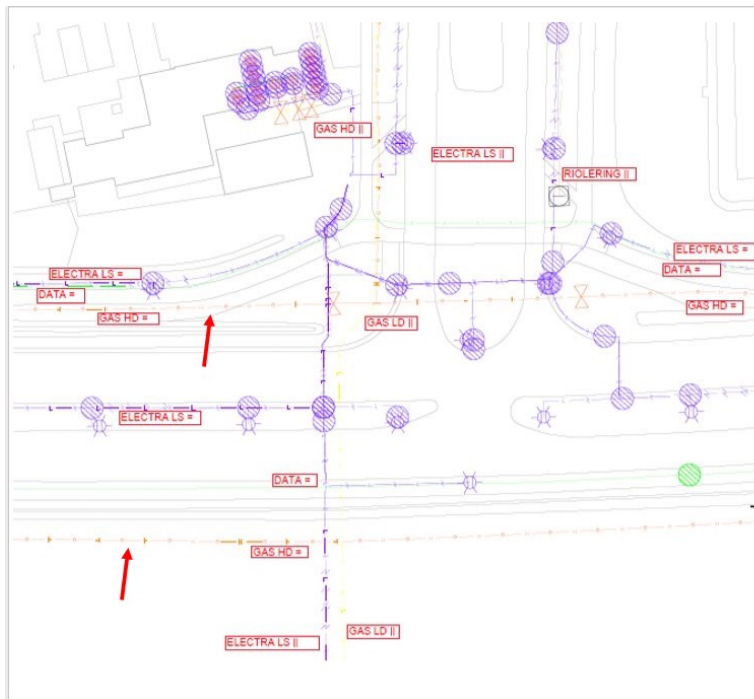 GAS HD ||
ELECTRA LS ||
RIOLERING ||
ELECTRA LS =
ELECTRA LS =
DATA =
DATA =
GAS HD =
GAS LD ||
GAS HD =
ELECTRA LS =
DATA =
GAS HD =
ELECTRA LS ||
GAS LD ||